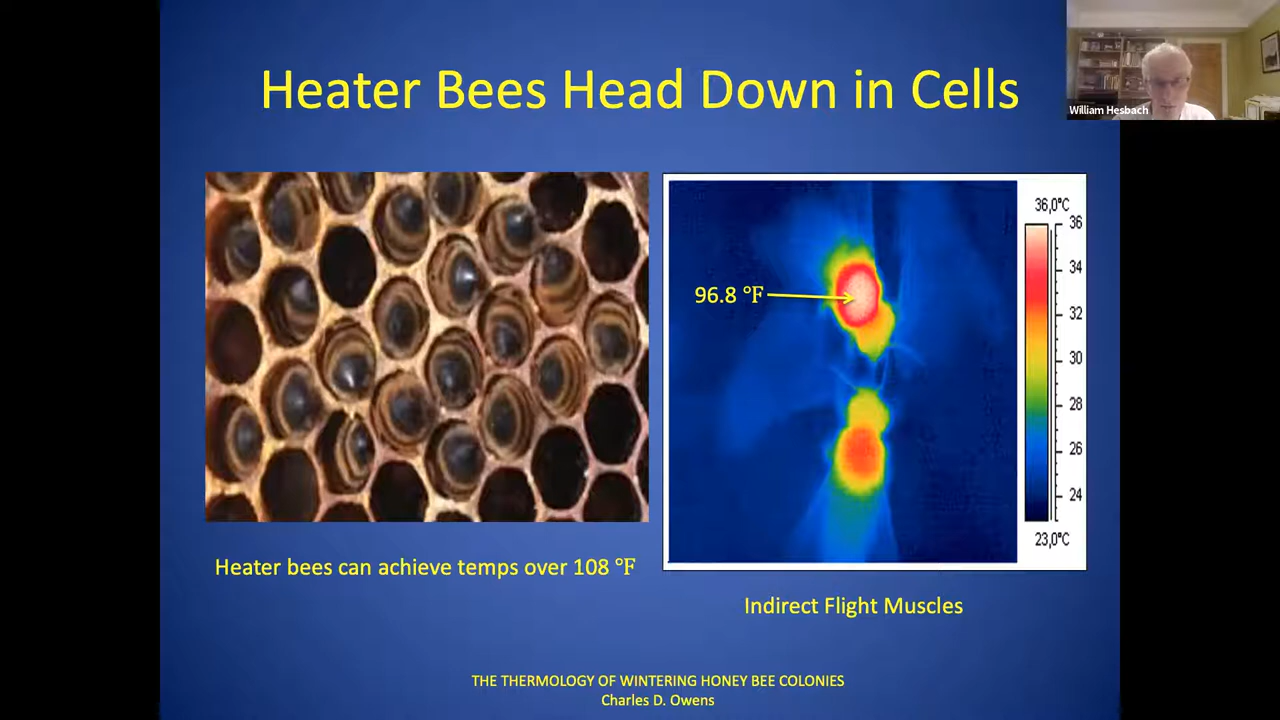 Heater Bees Head Down in Cells
William Hesbach
96.8 °F
36,0°C
36
34
32
30
28
26
24
23,0°C
Heater bees can achieve temps over 108 °F
Indirect Flight Muscles
THE THERMOLOGY OF WINTERING HONEY BEE COLONIES
Charles D. Owens